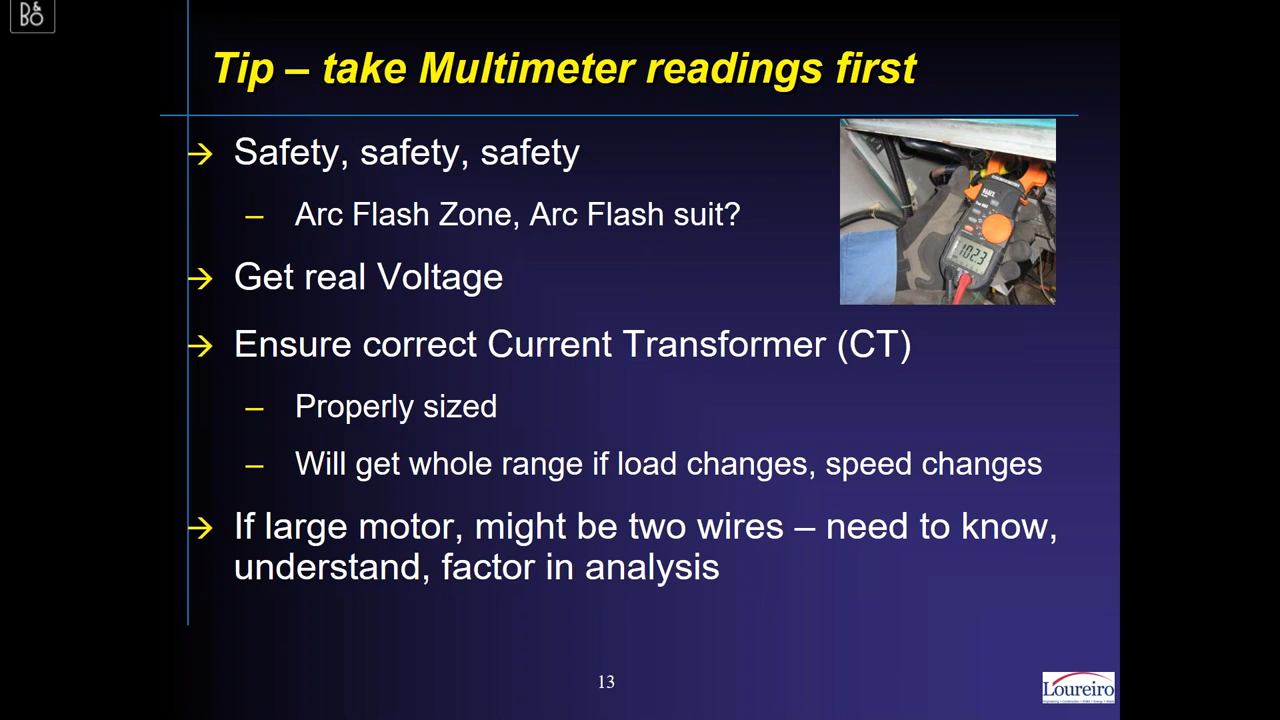 B&O
Tip – take Multimeter readings first
Safety, safety, safety
– Arc Flash Zone, Arc Flash suit?
Get real Voltage
Ensure correct Current Transformer (CT)
– Properly sized
– Will get whole range if load changes, speed changes
If large motor, might be two wires – need to know,
understand, factor in analysis
102.3
13
Loureiro